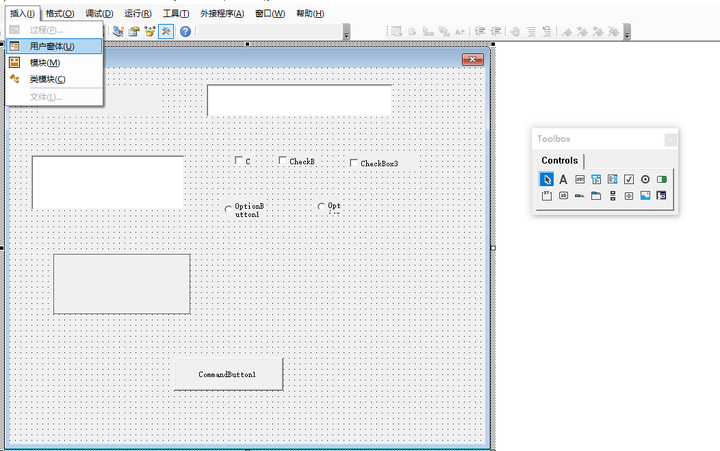 插入(I) 格式(O) 调试(D) 运行(R) 工具(T) 外接程序(A) 窗口(W) 帮助(H)
过程(P)...
用户窗体(U)
模块(M)
类模块(C)
文件(L)...
Toolbox
Controls
C CheckB CheckBox3
OptionB Opt
utton1
CommandButton1